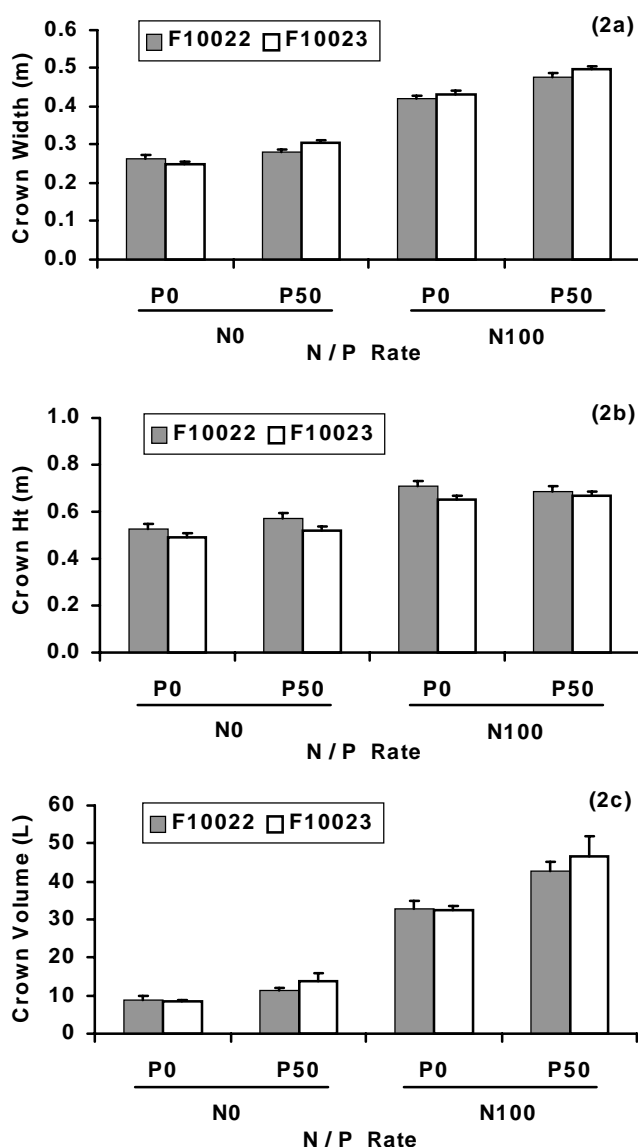 (2a)
F10022 F10023
Crown Width (m)
0.6
0.5
0.4
0.3
0.2
0.1
0.0
P0 P50 P0 P50
N0 N100
N / P Rate
(2b)
F10022 F10023
Crown Ht (m)
1.0
0.8
0.6
0.4
0.2
0.0
P0 P50 P0 P50
N0 N100
N / P Rate
(2c)
F10022 F10023
Crown Volume (L)
60
50
40
30
20
10
0
P0 P50 P0 P50
N0 N100
N / P Rate